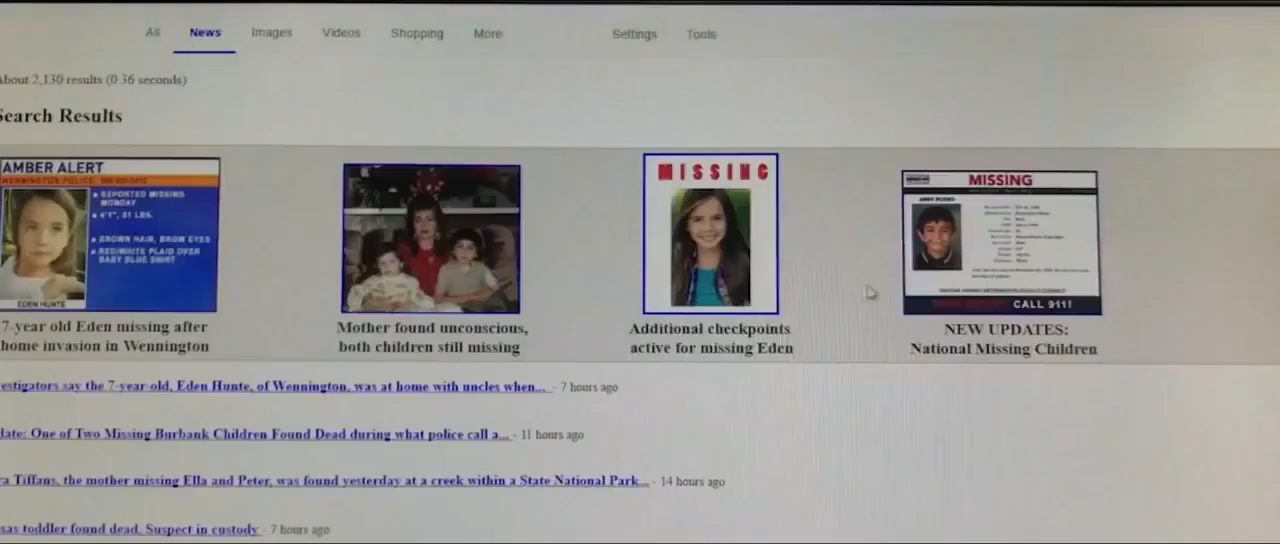 All News Images Videos Shopping More Settings Tools
About 2,130 results (0.36 seconds)
Search Results
AMBER ALERT
REPORTED MISSING
MONDAY
4'1", 81 LBS.
BROWN HAIR, BROW EYES
RED/WHITE PLAID OVER
BABY BLUE SHIRT
EDEN HUNTE
7-year old Eden missing after
home invasion in Wennington
Mother found unconscious,
both children still missing
MISSING
Additional checkpoints
active for missing Eden
MISSING
CALL 911!
NEW UPDATES:
National Missing Children
estigators say the 7-year-old, Eden Hunte, of Wennington, was at home with uncles when... - 7 hours ago
date: One of Two Missing Burbank Children Found Dead during what police call a... - 11 hours ago
a Tiffans, the mother missing Ella and Peter, was found yesterday at a creek within a State National Park... - 14 hours ago
sas toddler found dead. Suspect in custody - 7 hours ago